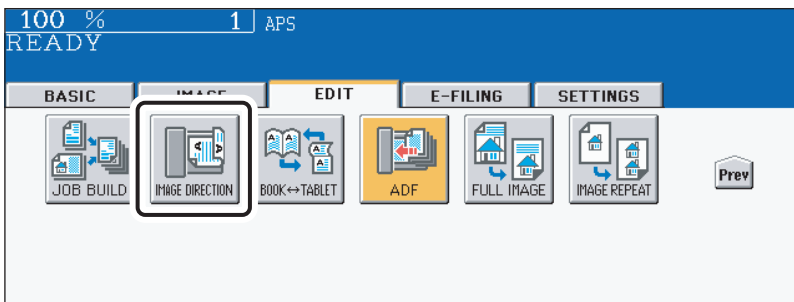 100 % 1 APS
READY
BASIC IMAGE EDIT E-FILING SETTINGS
JOB BUILD IMAGE DIRECTION BOOK↔TABLET ADF FULL IMAGE IMAGE REPEAT Prev